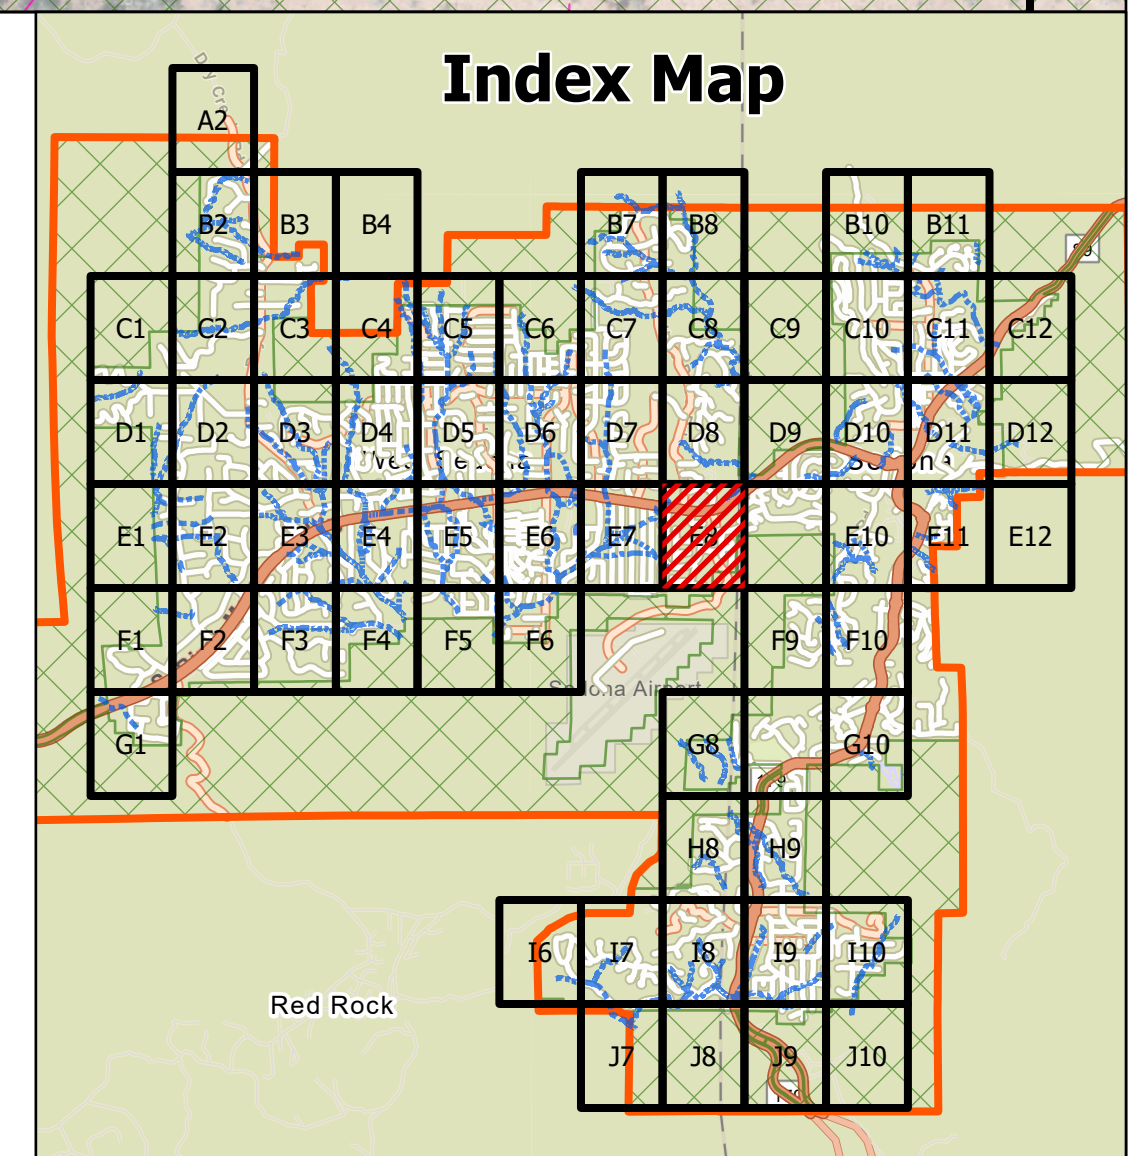 Index Map
A2
B2 B3 B4 B7 B8 B10 B11
C1 C2 C3 C4 C5 C6 C7 C8 C9 C10 C11 C12
D1 D2 D3 D4 D5 D6 D7 D8 D9 D10 D11 D12
E1 E2 E3 E4 E5 E6 E7 E8 E10 E11 E12
F1 F2 F3 F4 F5 F6 F9 F10
Sedona Airport
G1 G8 G10
H8 H9
I6 I7 I8 I9 I10
Red Rock
J7 J8 J9 J10